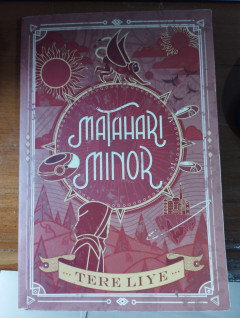 MATAHARI
MINOR
... TERE LIYE ...